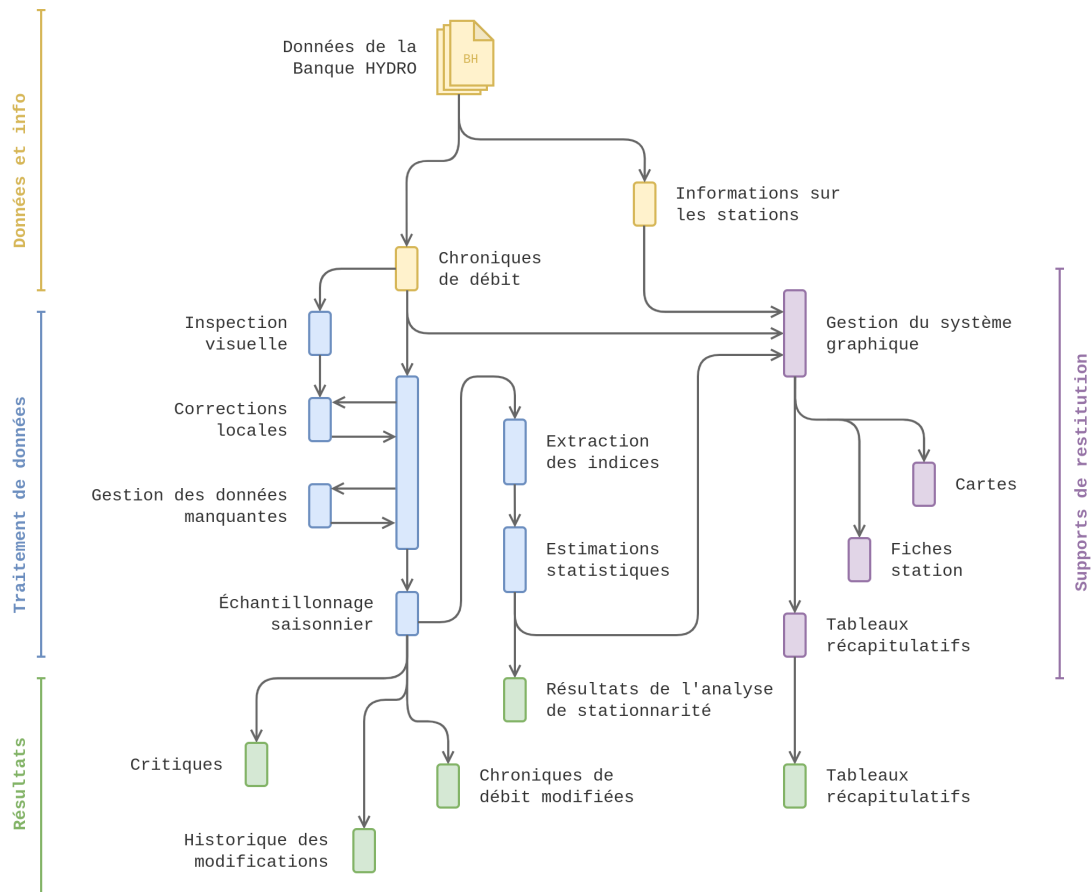 Données de la
Banque HYDRO
BH
Données et info
Informations sur
les stations
Chroniques
de débit
Inspection
visuelle
Gestion du système
graphique
Corrections
locales
Extraction
des indices
Gestion des données
manquantes
Cartes
Traitement de données
Supports de restitution
Estimations
statistiques
Fiches
station
Échantillonnage
saisonnier
Tableaux
récapitulatifs
Résultats de l'analyse
de stationnarité
Résultats
Critiques
Chroniques de
débit modifiées
Tableaux
récapitulatifs
Historique des
modifications